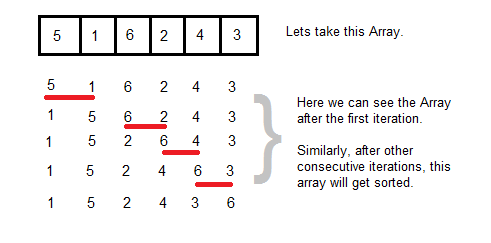 5 1 6 2 4 3
Lets take this Array.
5 1 6 2 4 3
1 5 6 2 4 3
1 5 2 6 4 3
1 5 2 4 6 3
1 5 2 4 3 6
Here we can see the Array
after the first iteration.
Similarly, after other
consecutive iterations, this
array will get sorted.